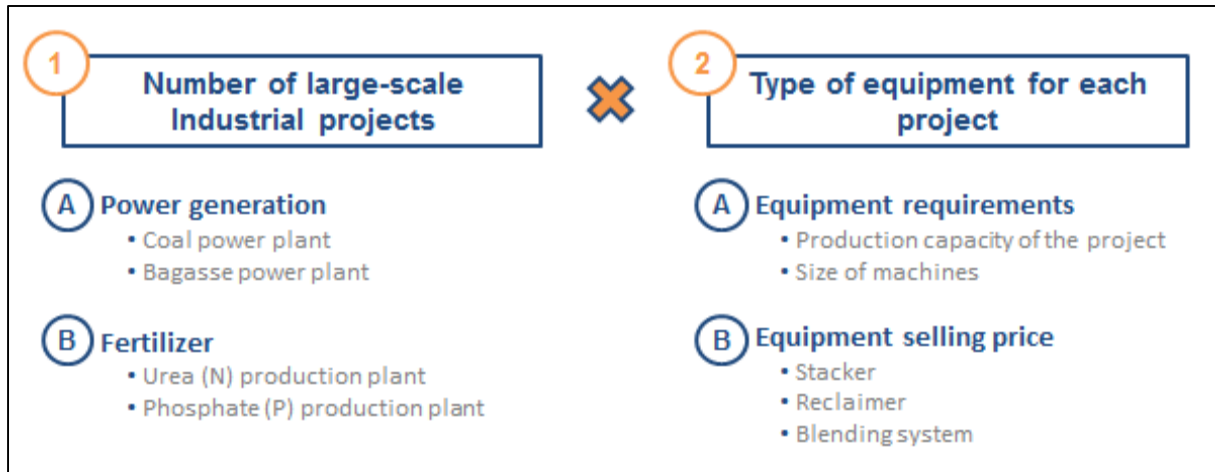 1
Number of large-scale
Industrial projects
A Power generation
• Coal power plant
• Bagasse power plant
B Fertilizer
• Urea (N) production plant
• Phosphate (P) production plant
2
Type of equipment for each
project
A Equipment requirements
• Production capacity of the project
• Size of machines
B Equipment selling price
• Stacker
• Reclaimer
• Blending system